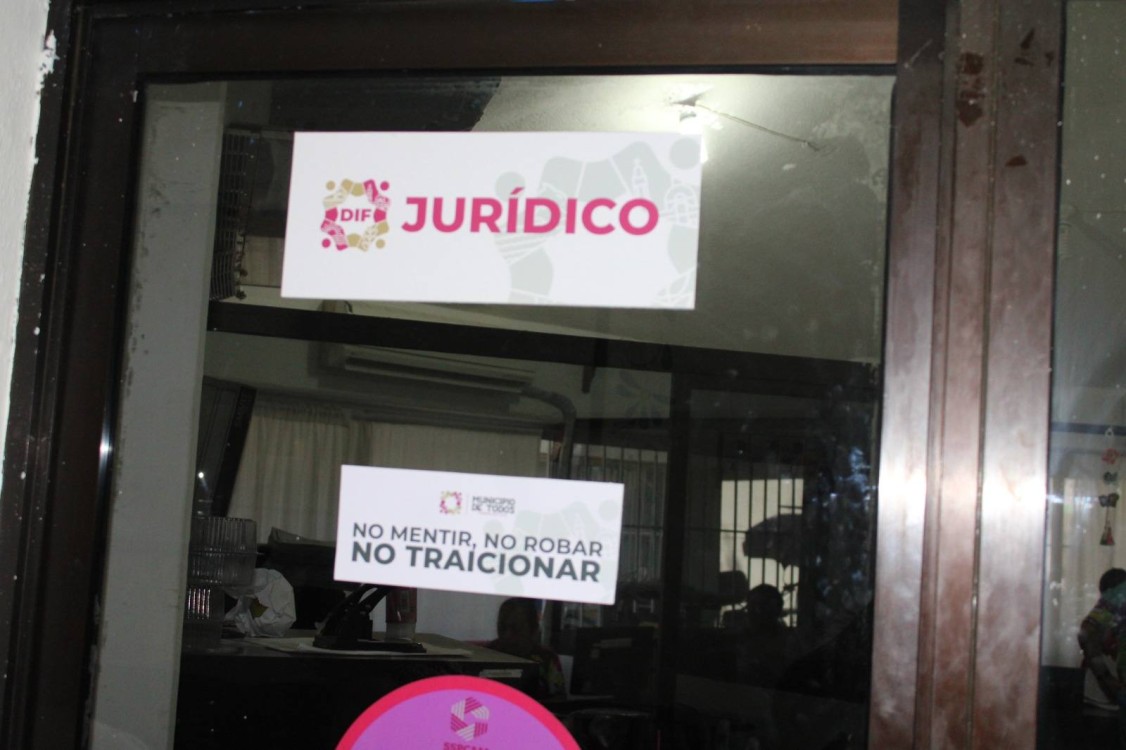 DIF JURÍDICO
MUNICIPIO
DE TODOS
NO MENTIR, NO ROBAR
NO TRAICIONAR